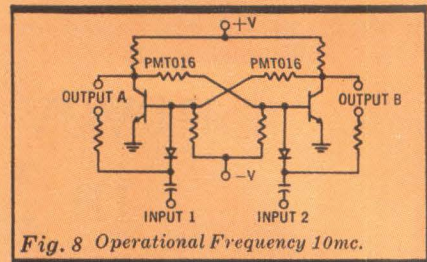 +V
PMT016 PMT016
OUTPUT A OUTPUT B
-V
INPUT 1 INPUT 2
Fig. 8 Operational Frequency 10mc.